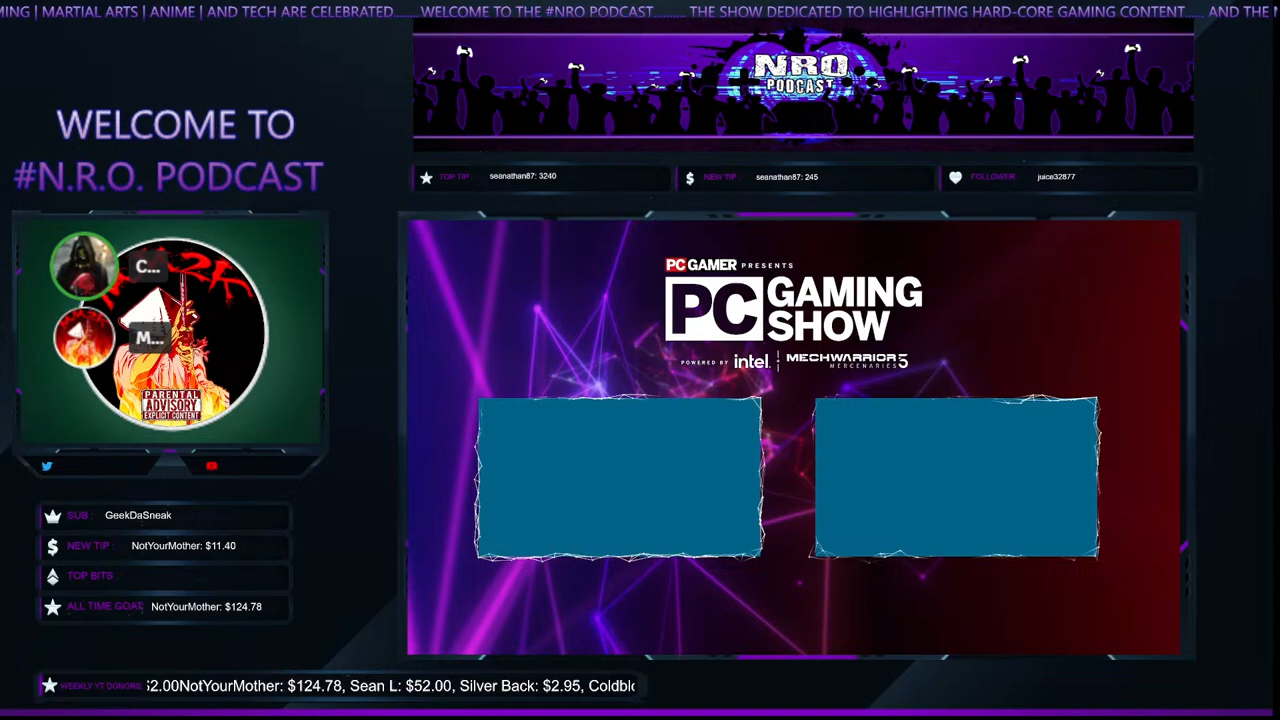 MING | MARTIAL ARTS | ANIME | AND TECH ARE CELEBRATED....... WELCOME TO THE #NRO PODCAST......... THE SHOW DEDICATED TO HIGHLIGHTING HARD-CORE GAMING CONTENT..... AND THE
NRO
PODCAST
WELCOME TO
#N.R.O. PODCAST
TOP TIP seanathan87: 3240
NEW TIP seanathan87: 245
FOLLOWER juice32877
C...
M...
PARENTAL
ADVISORY
EXPLICIT CONTENT
PC GAMER PRESENTS
PC GAMING
SHOW
POWERED BY intel. MECHWARRIOR 5
MERCENARIES
SUB : GeekDaSneak
NEW TIP : NotYourMother: $11.40
TOP BITS
ALL TIME GOAT: NotYourMother: $124.78
WEEKLY YT DONORS: 52.00NotYourMother: $124.78, Sean L: $52.00, Silver Back: $2.95, Coldblo